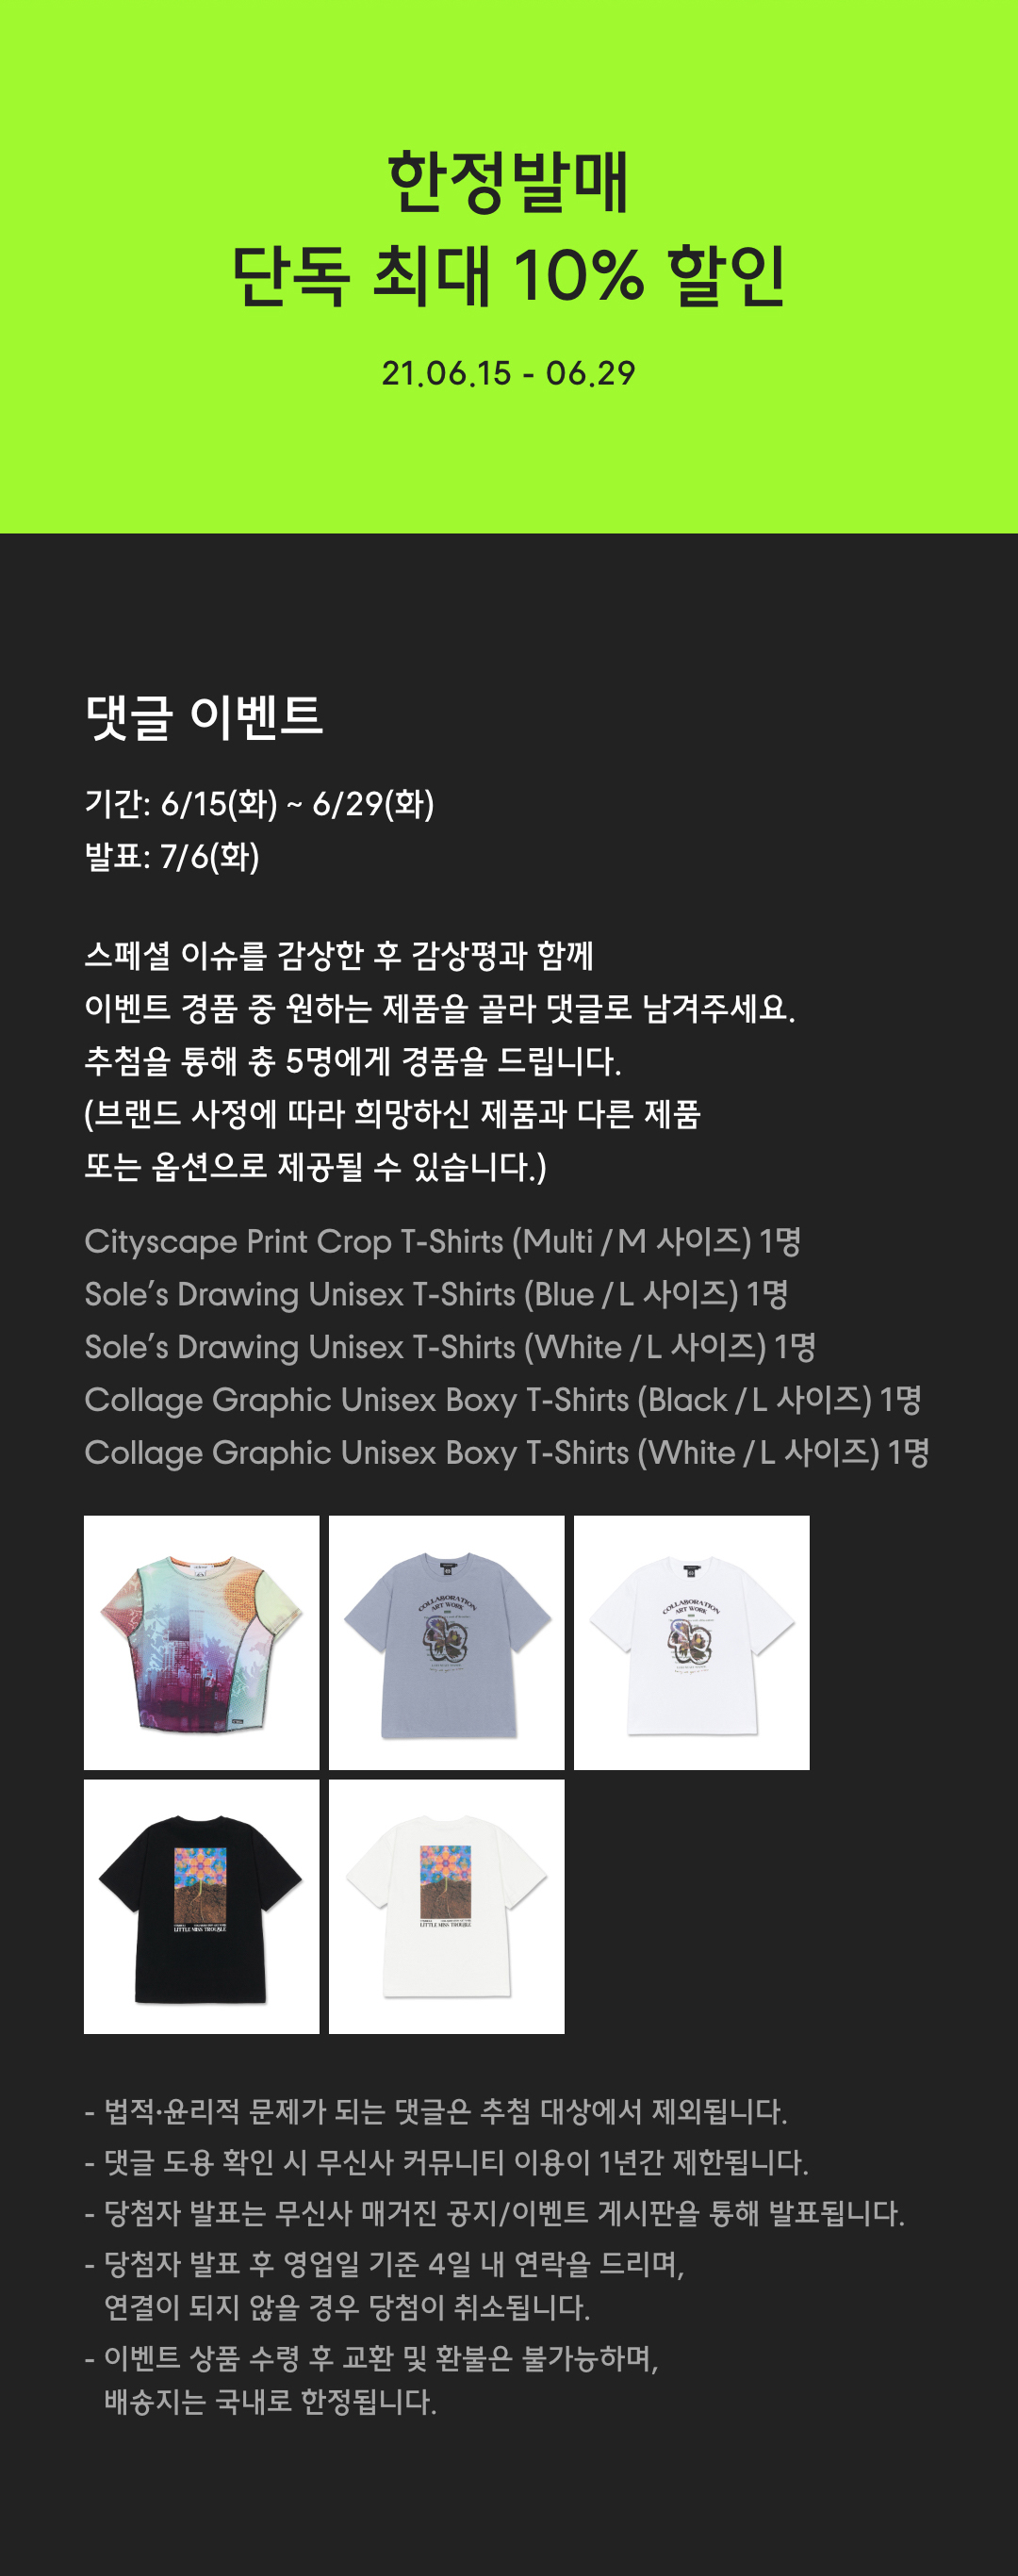 한정발매
단독 최대 10% 할인
21.06.15 - 06.29
댓글 이벤트
기간: 6/15(화) ~ 6/29(화)
발표: 7/6(화)
스페셜 이슈를 감상한 후 감상평과 함께
이벤트 경품 중 원하는 제품을 골라 댓글로 남겨주세요.
추첨을 통해 총 5명에게 경품을 드립니다.
(브랜드 사정에 따라 희망하신 제품과 다른 제품
또는 옵션으로 제공될 수 있습니다.)
Cityscape Print Crop T-Shirts (Multi / M 사이즈) 1명
Sole’s Drawing Unisex T-Shirts (Blue / L 사이즈) 1명
Sole’s Drawing Unisex T-Shirts (White / L 사이즈) 1명
Collage Graphic Unisex Boxy T-Shirts (Black / L 사이즈) 1명
Collage Graphic Unisex Boxy T-Shirts (White / L 사이즈) 1명
COLLABORATION
ART WORK
COLLABORATION
ART WORK
LITTLE MISS TROUBLE
LITTLE MISS TROUBLE
- 법적·윤리적 문제가 되는 댓글은 추첨 대상에서 제외됩니다.
- 댓글 도용 확인 시 무신사 커뮤니티 이용이 1년간 제한됩니다.
- 당첨자 발표는 무신사 매거진 공지/이벤트 게시판을 통해 발표됩니다.
- 당첨자 발표 후 영업일 기준 4일 내 연락을 드리며,
연결이 되지 않을 경우 당첨이 취소됩니다.
- 이벤트 상품 수령 후 교환 및 환불은 불가능하며,
배송지는 국내로 한정됩니다.